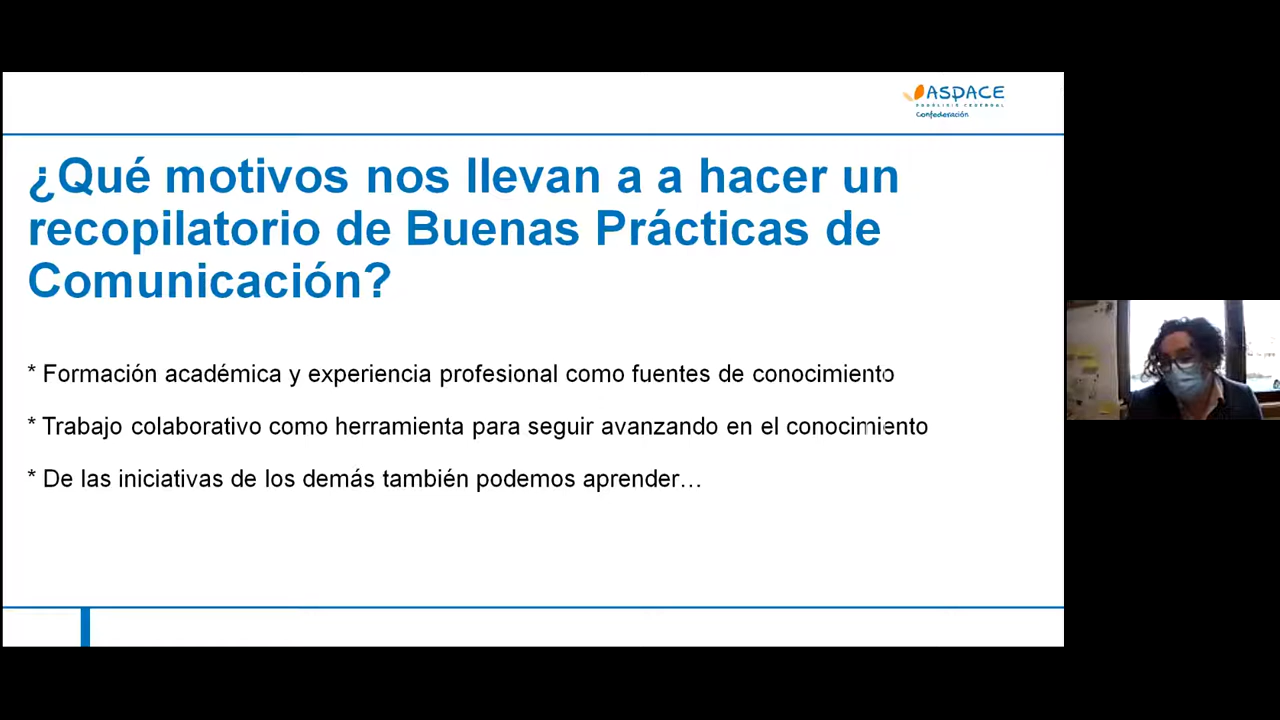 ASPACE
PARÁLISIS CEREBRAL
Confederación
¿Qué motivos nos llevan a a hacer un
recopilatorio de Buenas Prácticas de
Comunicación?
* Formación académica y experiencia profesional como fuentes de conocimiento
* Trabajo colaborativo como herramienta para seguir avanzando en el conocimiento
* De las iniciativas de los demás también podemos aprender…